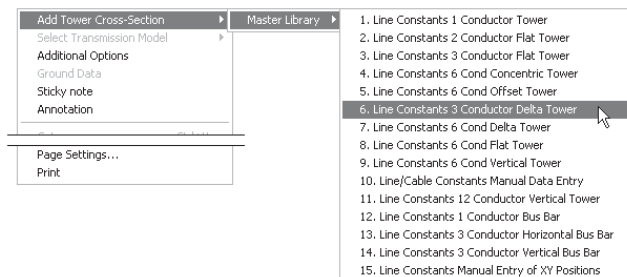 Add Tower Cross-Section
Select Transmission Model
Additional Options
Ground Data
Sticky note
Annotation
Page Settings...
Print
Master Library
1. Line Constants 1 Conductor Tower
2. Line Constants 2 Conductor Flat Tower
3. Line Constants 3 Conductor Flat Tower
4. Line Constants 6 Cond Concentric Tower
5. Line Constants 6 Cond Offset Tower
6. Line Constants 3 Conductor Delta Tower
7. Line Constants 6 Cond Delta Tower
8. Line Constants 6 Cond Flat Tower
9. Line Constants 6 Cond Vertical Tower
10. Line/Cable Constants Manual Data Entry
11. Line Constants 12 Conductor Vertical Tower
12. Line Constants 1 Conductor Bus Bar
13. Line Constants 3 Conductor Horizontal Bus Bar
14. Line Constants 3 Conductor Vertical Bus Bar
15. Line Constants Manual Entry of XY Positions